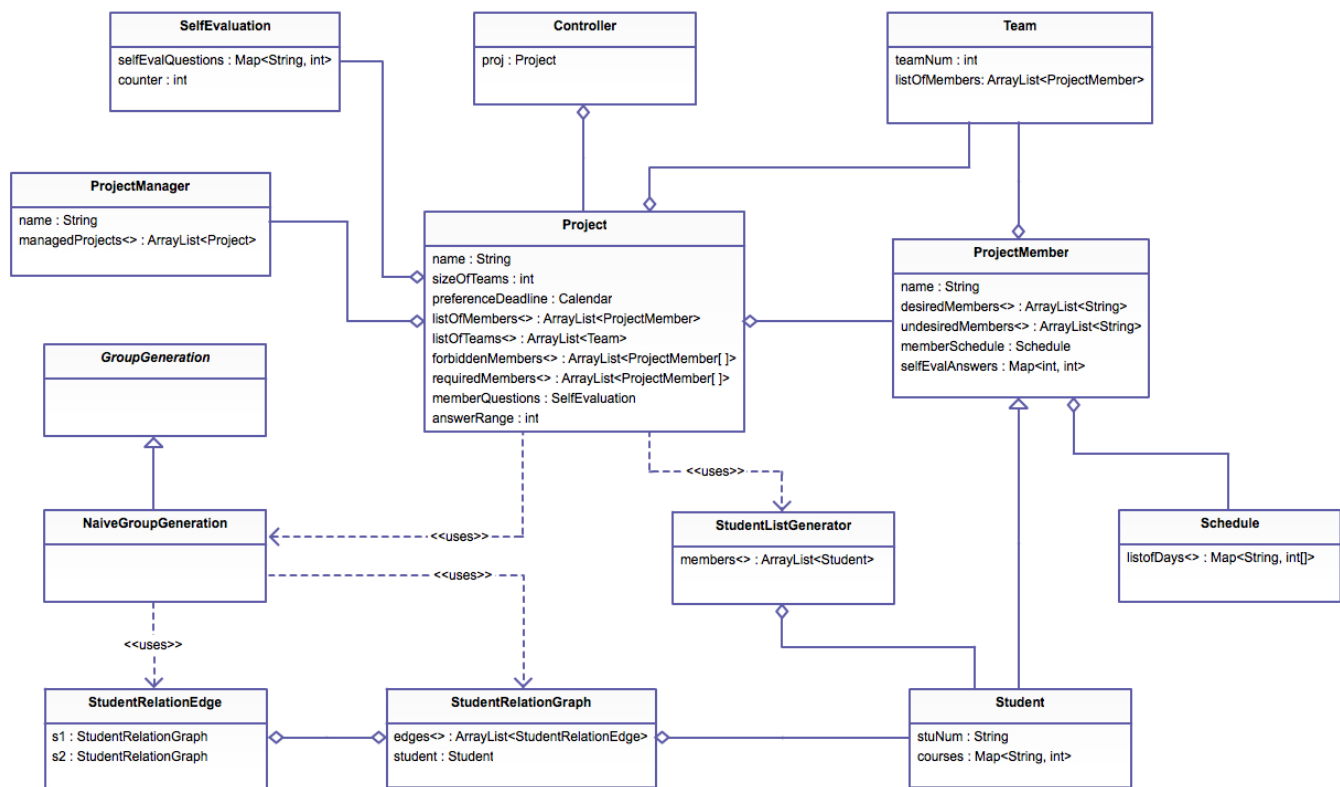 SelfEvaluation
selfEvalQuestions : Map<String, int>
counter : int
Controller
proj : Project
Team
teamNum : int
listOfMembers: ArrayList<ProjectMember>
ProjectManager
name : String
managedProjects<> : ArrayList<Project>
Project
name : String
sizeOfTeams : int
preferenceDeadline : Calendar
listOfMembers<> : ArrayList<ProjectMember>
listOfTeams<> : ArrayList<Team>
forbiddenMembers<> : ArrayList<ProjectMember[ ]>
requiredMembers<> : ArrayList<ProjectMember[ ]>
memberQuestions : SelfEvaluation
answerRange : int
ProjectMember
name : String
desiredMembers<> : ArrayList<String>
undesiredMembers<> : ArrayList<String>
memberSchedule : Schedule
selfEvalAnswers : Map<int, int>
GroupGeneration
<<uses>>
NaiveGroupGeneration
<<uses>>
<<uses>>
<<uses>>
StudentListGenerator
members<> : ArrayList<Student>
Schedule
listofDays<> : Map<String, int[]>
StudentRelationEdge
s1 : StudentRelationGraph
s2 : StudentRelationGraph
StudentRelationGraph
edges<> : ArrayList<StudentRelationEdge>
student : Student
Student
stuNum : String
courses : Map<String, int>